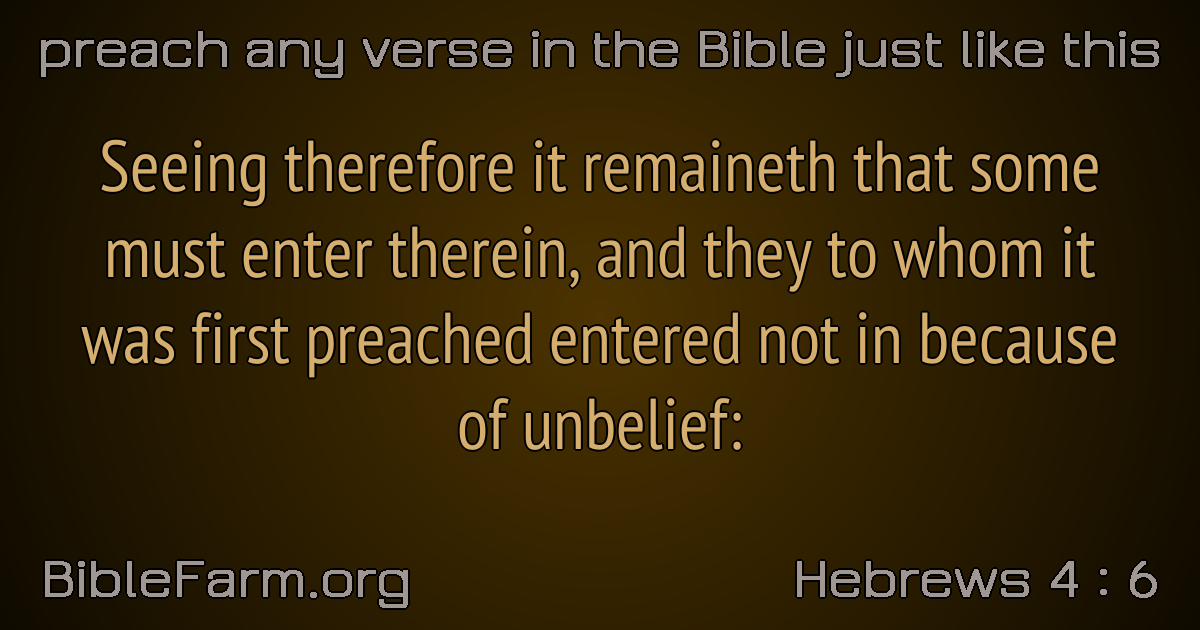 preach any verse in the Bible just like this
Seeing therefore it remaineth that some
must enter therein, and they to whom it
was first preached entered not in because
of unbelief:
BibleFarm.org
Hebrews 4 : 6